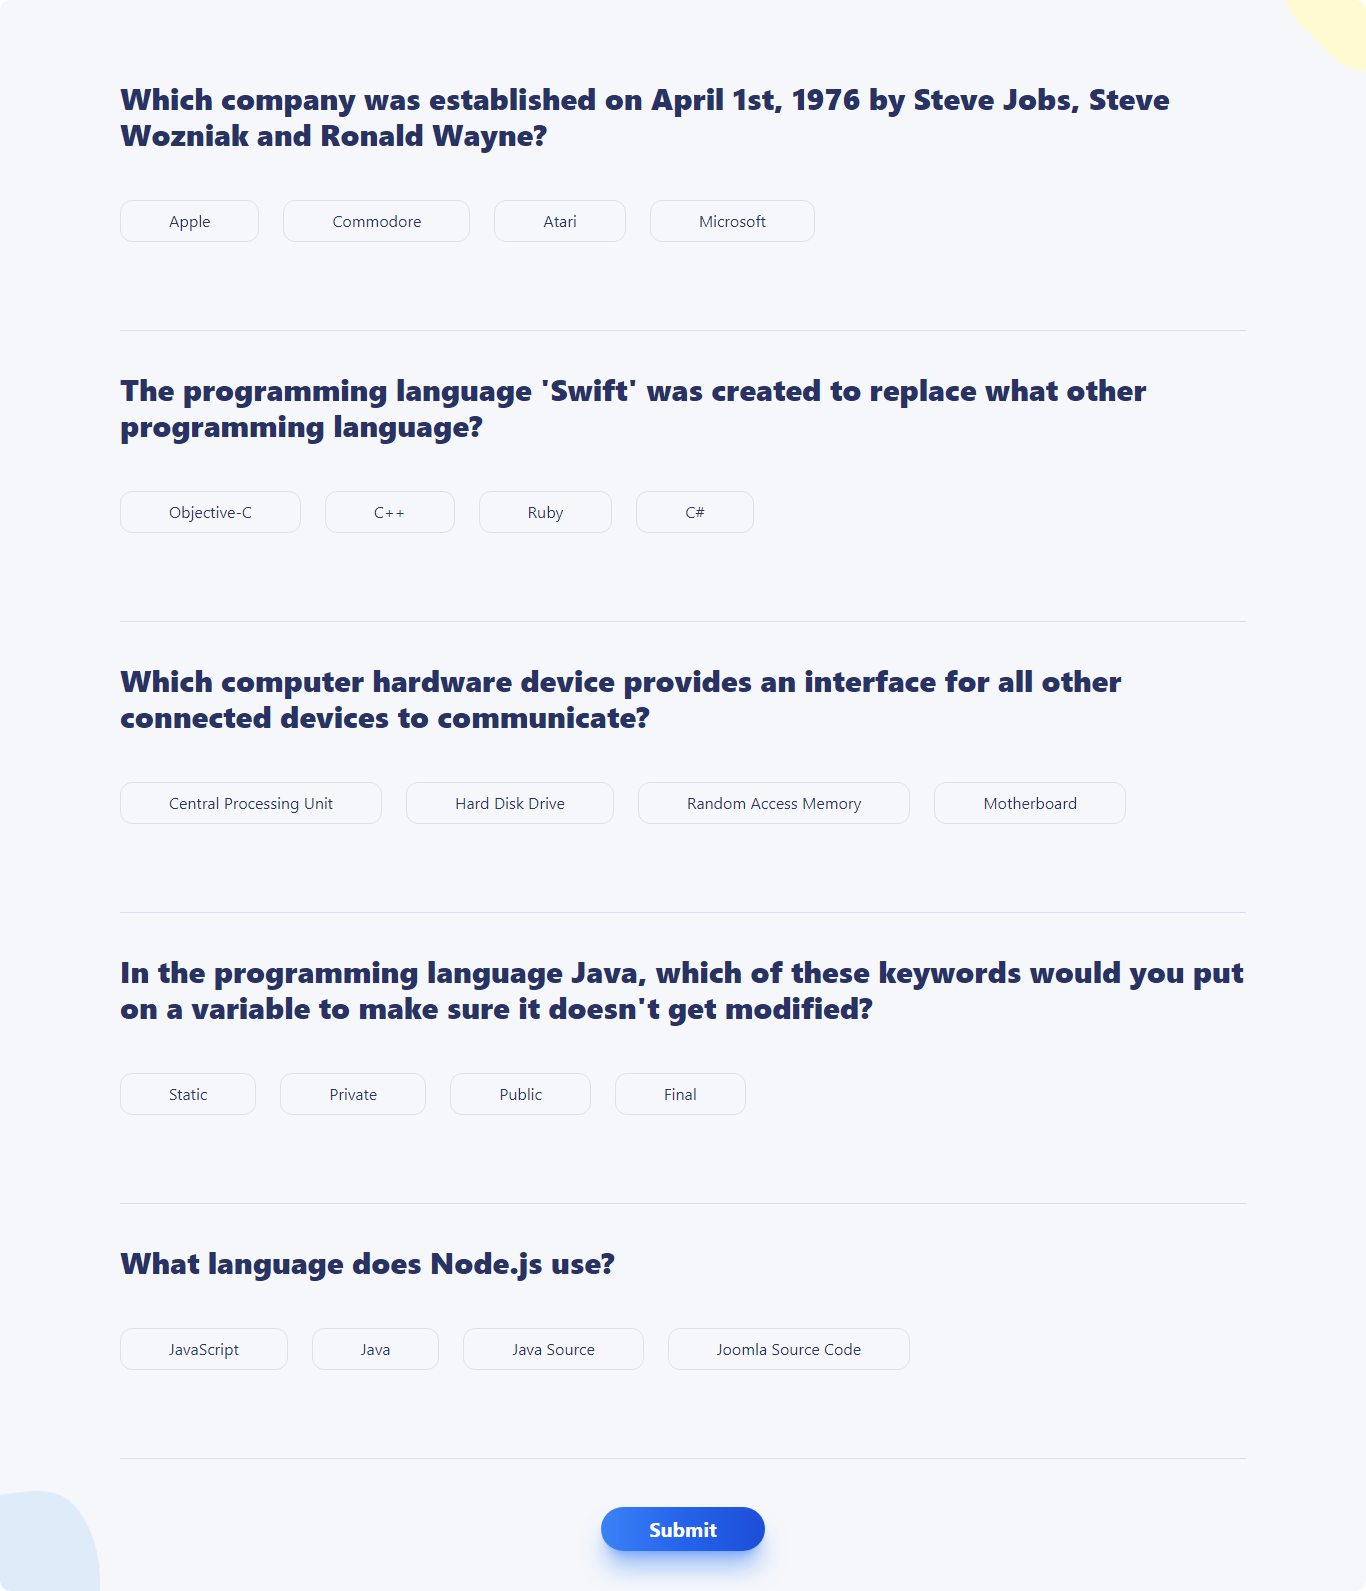 Which company was established on April 1st, 1976 by Steve Jobs, Steve
Wozniak and Ronald Wayne?
Apple
Commodore
Atari
Microsoft
The programming language 'Swift' was created to replace what other
programming language?
Objective-C
C++
Ruby
C#
Which computer hardware device provides an interface for all other
connected devices to communicate?
Central Processing Unit
Hard Disk Drive
Random Access Memory
Motherboard
In the programming language Java, which of these keywords would you put
on a variable to make sure it doesn't get modified?
Static
Private
Public
Final
What language does Node.js use?
JavaScript
Java
Java Source
Joomla Source Code
Submit